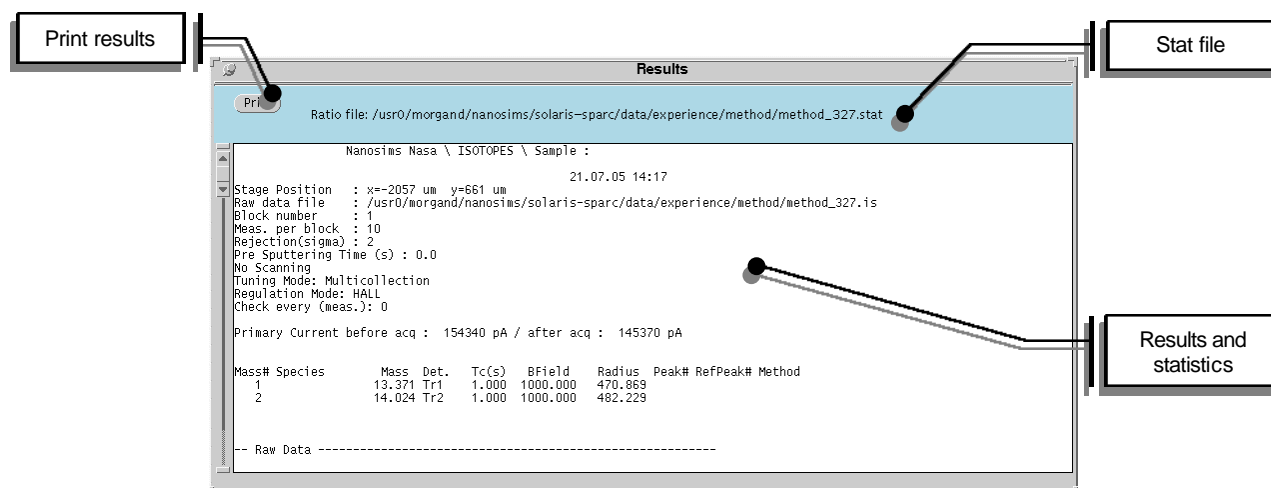 Print results
Stat file
Results
Ratio file: /usr0/morgand/nanosims/solaris-sparc/data/experience/method/method_327.stat
Nanosims Nasa \ ISOTOPES \ Sample :
21.07.05 14:17
Stage Position : x=-2057 um y=661 um
Raw data file : /usr0/morgand/nanosims/solaris-sparc/data/experience/method/method_327.is
Block number : 1
Meas. per block : 10
Rejection(sigma) : 2
Pre Sputtering Time (s) : 0.0
No Scanning
Tuning Mode: Multicollection
Regulation Mode: HALL
Check every (meas.): 0
Primary Current before acq : 154340 pA / after acq : 145370 pA
Mass# Species Mass Det. Tc(s) BField Radius Peak# RefPeak# Method
1 13.371 Tr1 1.000 1000.000 470.869
2 14.024 Tr2 1.000 1000.000 482.229
-- Raw Data ---------------------------------------------------------
Results and
statistics